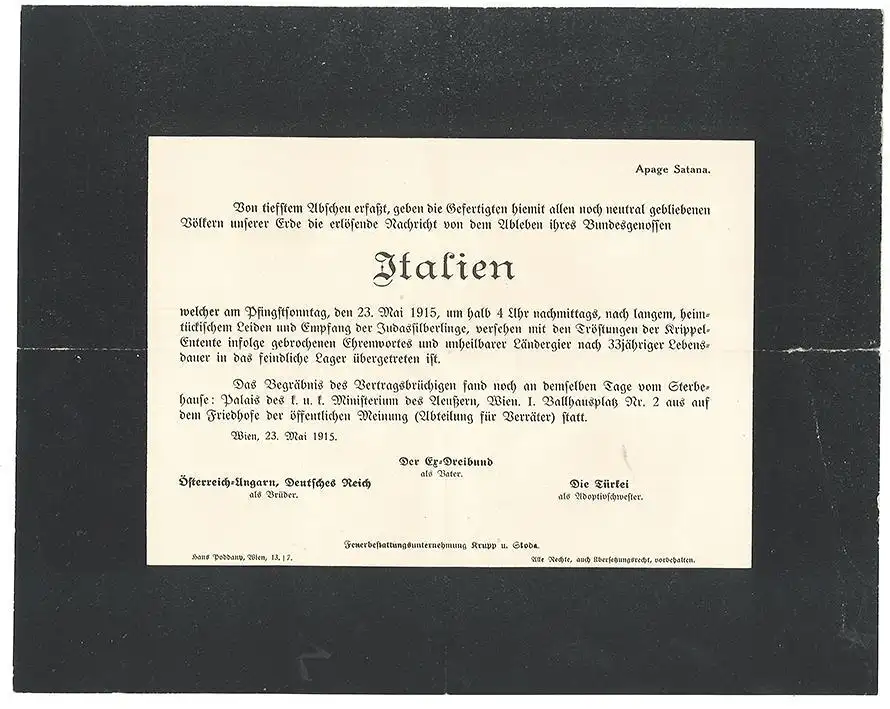 Apage Satana.
Von tiefstem Abscheu erfaßt, geben die Gefertigten hiemit allen noch neutral gebliebenen
Völkern unserer Erde die erlösende Nachricht von dem Ableben ihres Bundesgenossen
Italien
welcher am Pfingstsonntag, den 23. Mai 1915, um halb 4 Uhr nachmittags, nach langem, heim-
tückischem Leiden und Empfang der Judassilberlinge, versehen mit den Tröstungen der Krippel-
Entente infolge gebrochenen Ehrenwortes und unheilbarer Ländergier nach 33jähriger Lebens-
dauer in das feindliche Lager übergetreten ist.
Das Begräbnis des Vertragsbrüchigen fand noch an demselben Tage vom Sterbe-
hause: Palais des k. u. k. Ministerium des Aeußern, Wien. I. Ballhausplatz Nr. 2 aus auf
dem Friedhofe der öffentlichen Meinung (Abteilung für Verräter) statt.
Wien, 23. Mai 1915.
Der Ex-Dreibund
als Vater.
Österreich-Ungarn, Deutsches Reich
als Brüder.
Die Türkei
als Adoptivschwester.
Feuerbestattungsunternehmung Krupp u. Skoda.
Hans Poddany, Wien, 13. |7.
Alle Rechte, auch Übersetzungsrecht, vorbehalten.